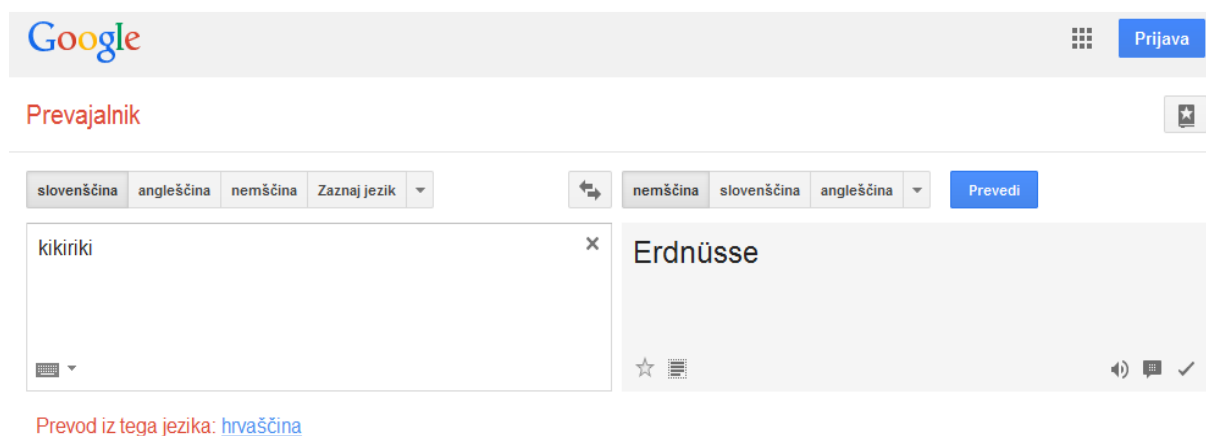 Google Prijava
Prevajalnik
slovenščina angleščina nemščina Zaznaj jezik nemščina slovenščina angleščina Prevedi
kikiriki Erdnüsse
Prevod iz tega jezika: hrvaščina